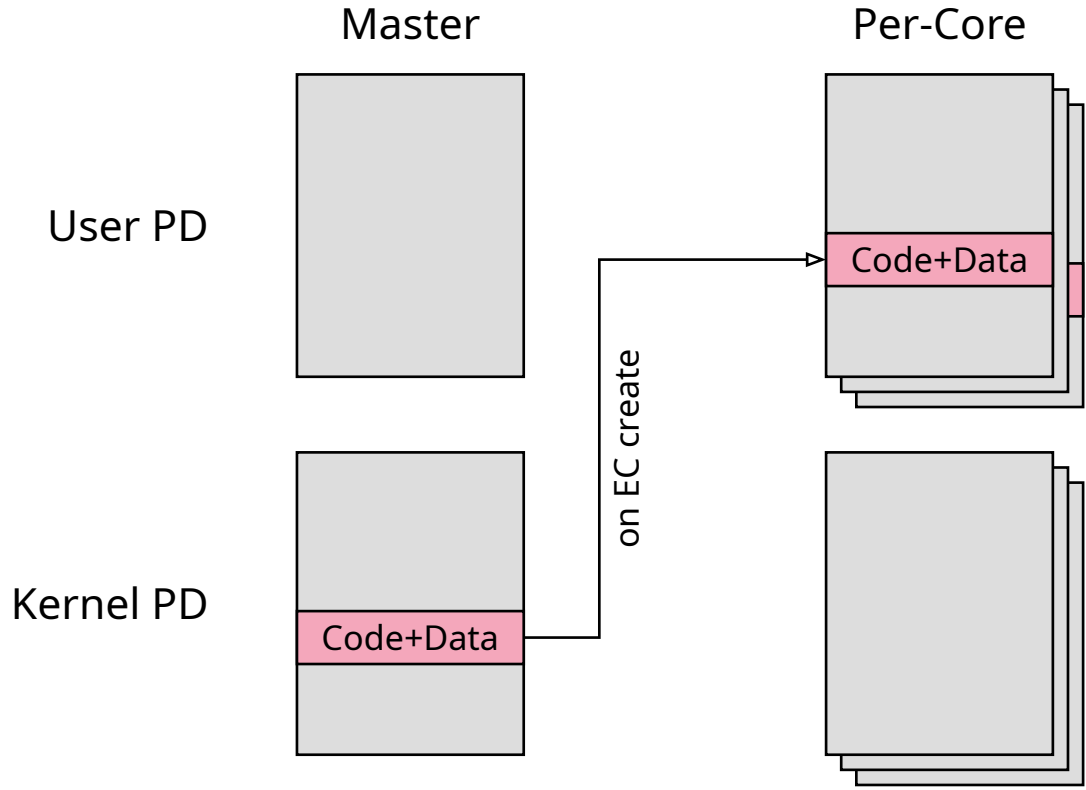 Master
Per-Core
User PD
Code+Data
on EC create
Kernel PD
Code+Data